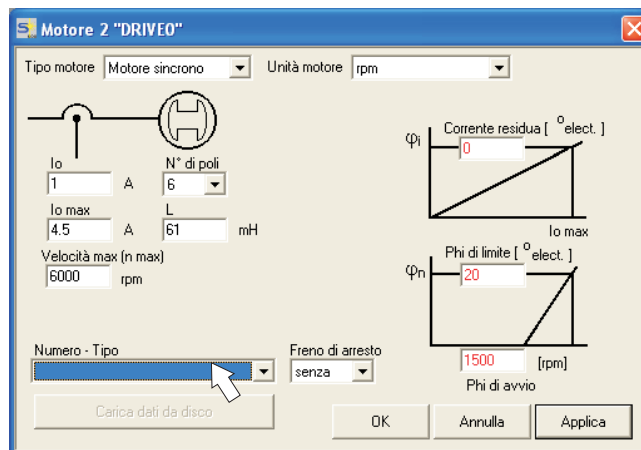 Motore 2 "DRIVE0"
Tipo motore Motore sincrono Unità motore rpm
Io N° di poli
1 A 6
Io max L
4.5 A 61 mH
Velocità max (n max)
6000 rpm
φi Corrente residua [ °elect. ]
0
Io max
φn Phi di limite [ °elect. ]
20
1500 [rpm]
Phi di avvio
Numero - Tipo Freno di arresto
senza
Carica dati da disco
OK Annulla Applica